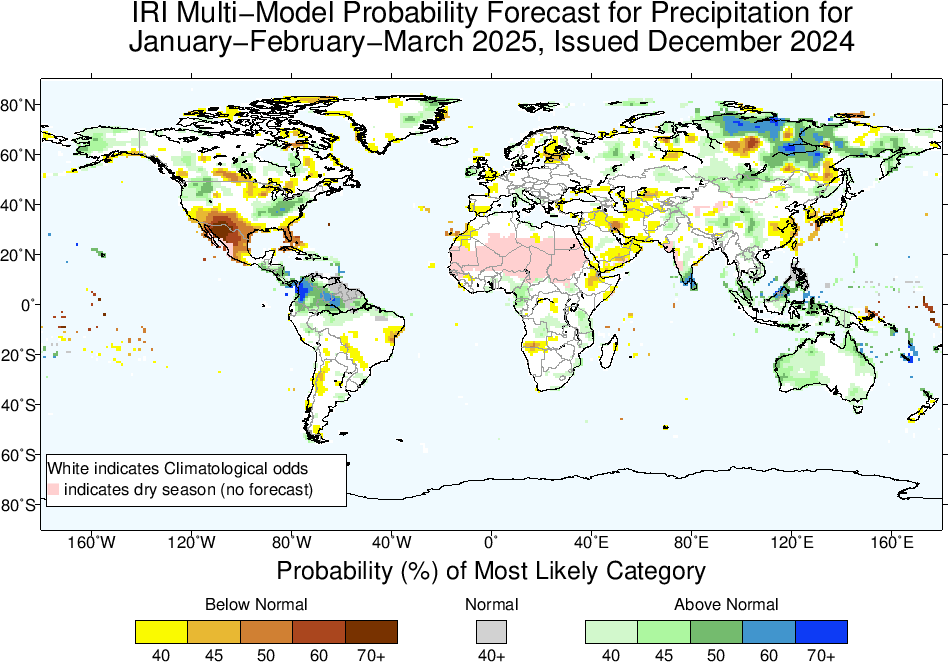 IRI Multi−Model Probability Forecast for Precipitation for
January−February−March 2025, Issued December 2024
80˚N
60˚N
40˚N
20˚N
0˚
20˚S
40˚S
60˚S
80˚S
White indicates Climatological odds
indicates dry season (no forecast)
160˚W 120˚W 80˚W 40˚W 0˚ 40˚E 80˚E 120˚E 160˚E
Probability (%) of Most Likely Category
Below Normal Normal Above Normal
40 45 50 60 70+ 40+ 40 45 50 60 70+